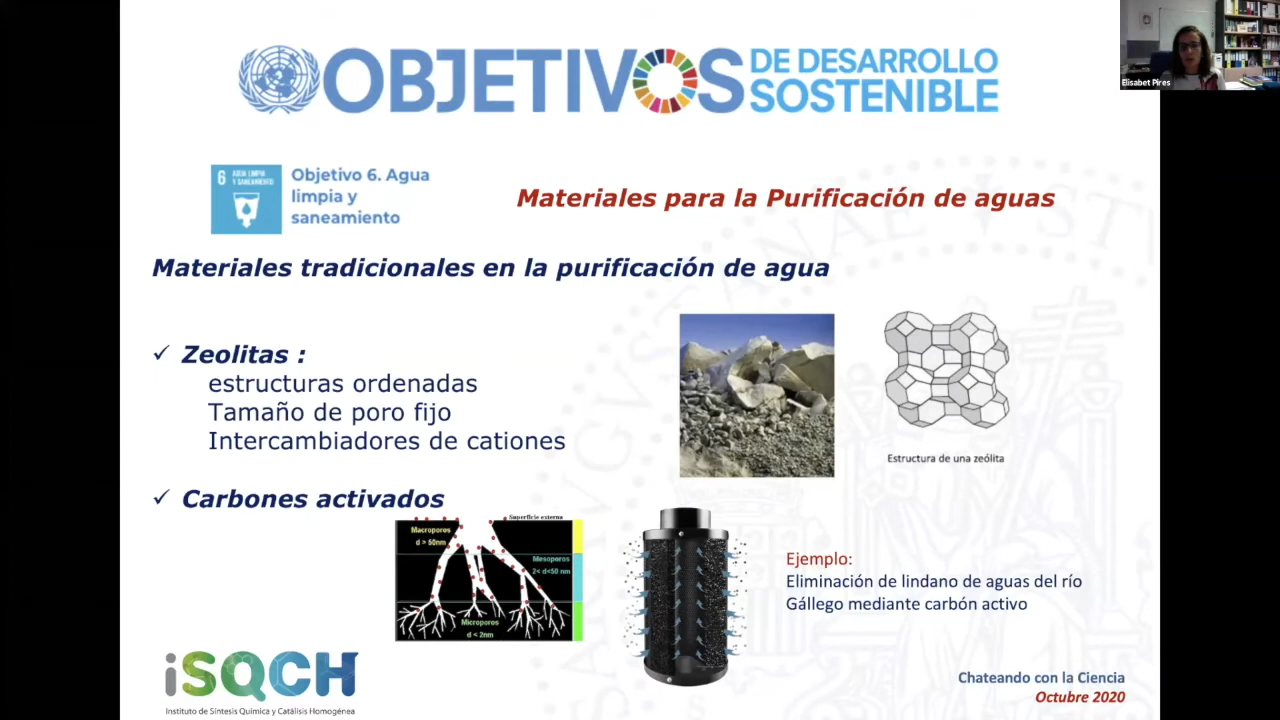 OBJETIVOS
DE DESARROLLO
SOSTENIBLE
Elisabet Pires
6 AGUA LIMPIA
Y SANEAMIENTO
Objetivo 6. Agua
limpia y
saneamiento
Materiales para la Purificación de aguas
Materiales tradicionales en la purificación de agua
✓ Zeolitas :
estructuras ordenadas
Tamaño de poro fijo
Intercambiadores de cationes
Estructura de una zeólita
✓ Carbones activados
Superficie externa
Macroporos
d > 50nm
Mesoporos
2< d<50 nm
Microporos
d < 2nm
Ejemplo:
Eliminación de lindano de aguas del río
Gállego mediante carbón activo
iSQCH
Instituto de Síntesis Química y Catálisis Homogénea
Chateando con la Ciencia
Octubre 2020